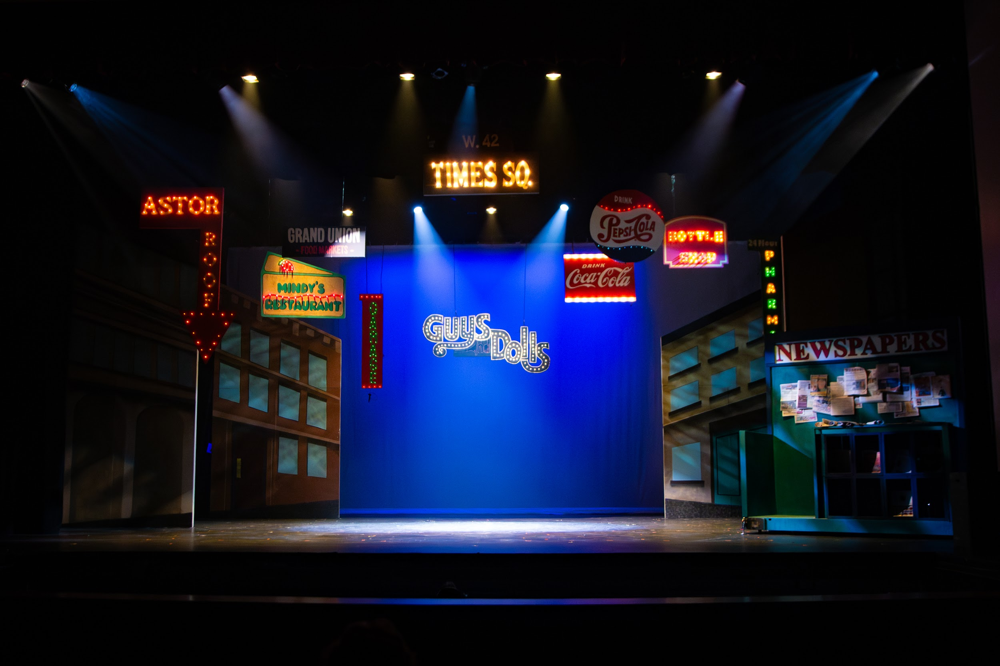 W. 42
TIMES SQ.
ASTOR
ROOF
GRAND UNION
- FOOD MARKETS -
MINDY'S
RESTAURANT
GUYS
and
DOLLS
DRINK
PEPSI-COLA
DRINK
Coca-Cola
BOTTLE
SHOP
24 Hour
PHARM
NEWSPAPERS